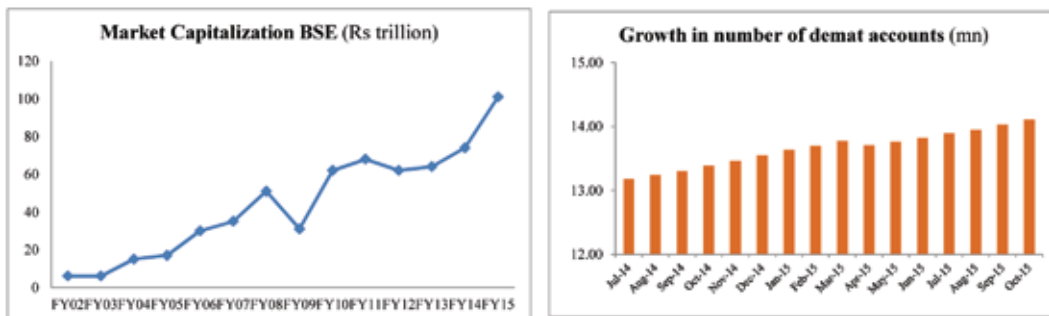 Market Capitalization BSE (Rs trillion)
120
100
80
60
40
20
0
FY02FY03FY04FY05FY06FY07FY08FY09FY10FY11FY12FY13FY14FY15
Growth in number of demat accounts (mn)
15.00
14.00
13.00
12.00
Jul-14 Aug-14 Sep-14 Oct-14 Nov-14 Dec-14 Jan-15 Feb-15 Mar-15 Apr-15 May-15 Jun-15 Jul-15 Aug-15 Sep-15 Oct-15